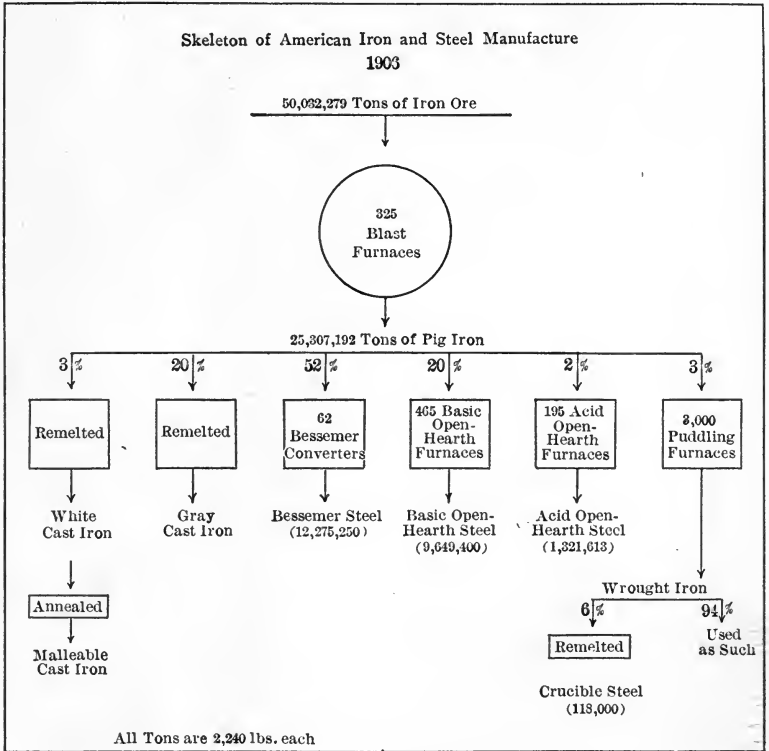 Skeleton of American Iron and Steel Manufacture
1903
50,032,279 Tons of Iron Ore
325
Blast
Furnaces
25,307,192 Tons of Pig Iron
3% 20% 52% 20% 2% 3%
Remelted
Remelted
62
Bessemer
Converters
465 Basic
Open-
Hearth
Furnaces
195 Acid
Open-
Hearth
Furnaces
3,000
Puddling
Furnaces
White
Cast Iron
Gray
Cast Iron
Bessemer Steel
(12,275,250)
Basic Open-
Hearth Steel
(9,649,400)
Acid Open-
Hearth Steel
(1,321,613)
Wrought Iron
6% 94%
Annealed
Malleable
Cast Iron
Remelted
Used
as Such
Crucible Steel
(113,000)
All Tons are 2,240 lbs. each